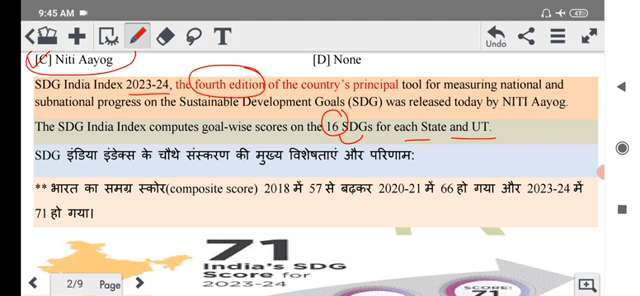 9:45 AM
47
Undo
[C] Niti Aayog [D] None
SDG India Index 2023-24, the fourth edition of the country's principal tool for measuring national and
subnational progress on the Sustainable Development Goals (SDG) was released today by NITI Aayog.
The SDG India Index computes goal-wise scores on the 16 SDGs for each State and UT.
SDG इंडिया इंडेक्स के चौथे संस्करण की मुख्य विशेषताएं और परिणाम:
** भारत का समग्र स्कोर(composite score) 2018 में 57 से बढ़कर 2020-21 में 66 हो गया और 2023-24 में
71 हो गया।
71
India's SDG
Score for
2023-24
SCORE:
71
2/9 Page